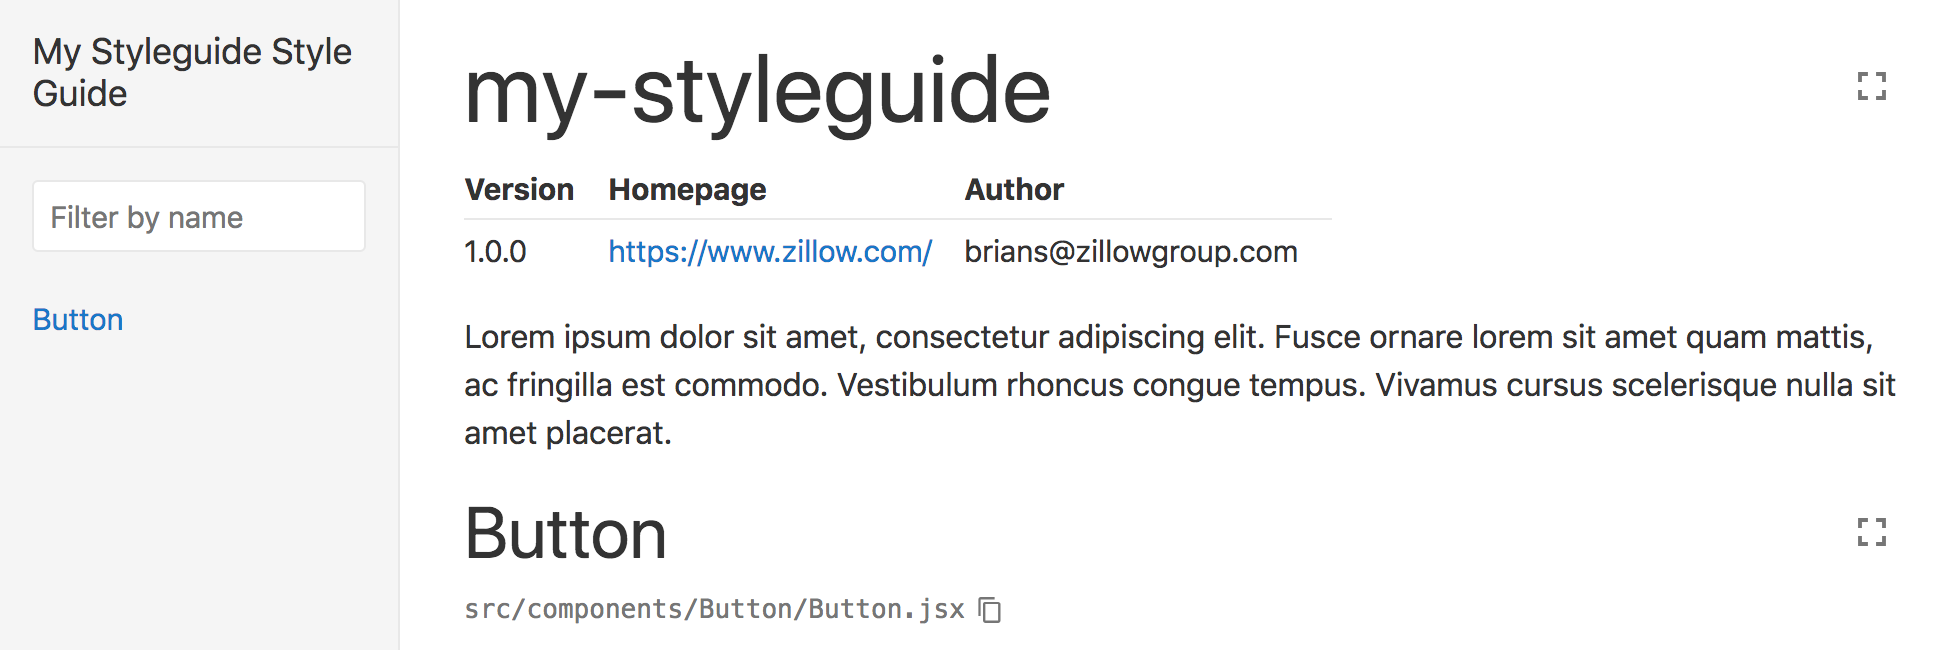 My Styleguide Style
Guide
Filter by name
Button
my-styleguide
Version Homepage Author
1.0.0 https://www.zillow.com/ brians@zillowgroup.com
Lorem ipsum dolor sit amet, consectetur adipiscing elit. Fusce ornare lorem sit amet quam mattis,
ac fringilla est commodo. Vestibulum rhoncus congue tempus. Vivamus cursus scelerisque nulla sit
amet placerat.
Button
src/components/Button/Button.jsx